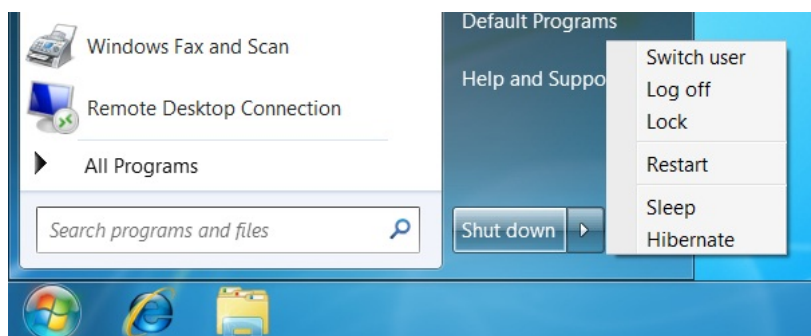 Windows Fax and Scan
Remote Desktop Connection
All Programs
Search programs and files
Default Programs
Help and Suppo
Shut down
Switch user
Log off
Lock
Restart
Sleep
Hibernate